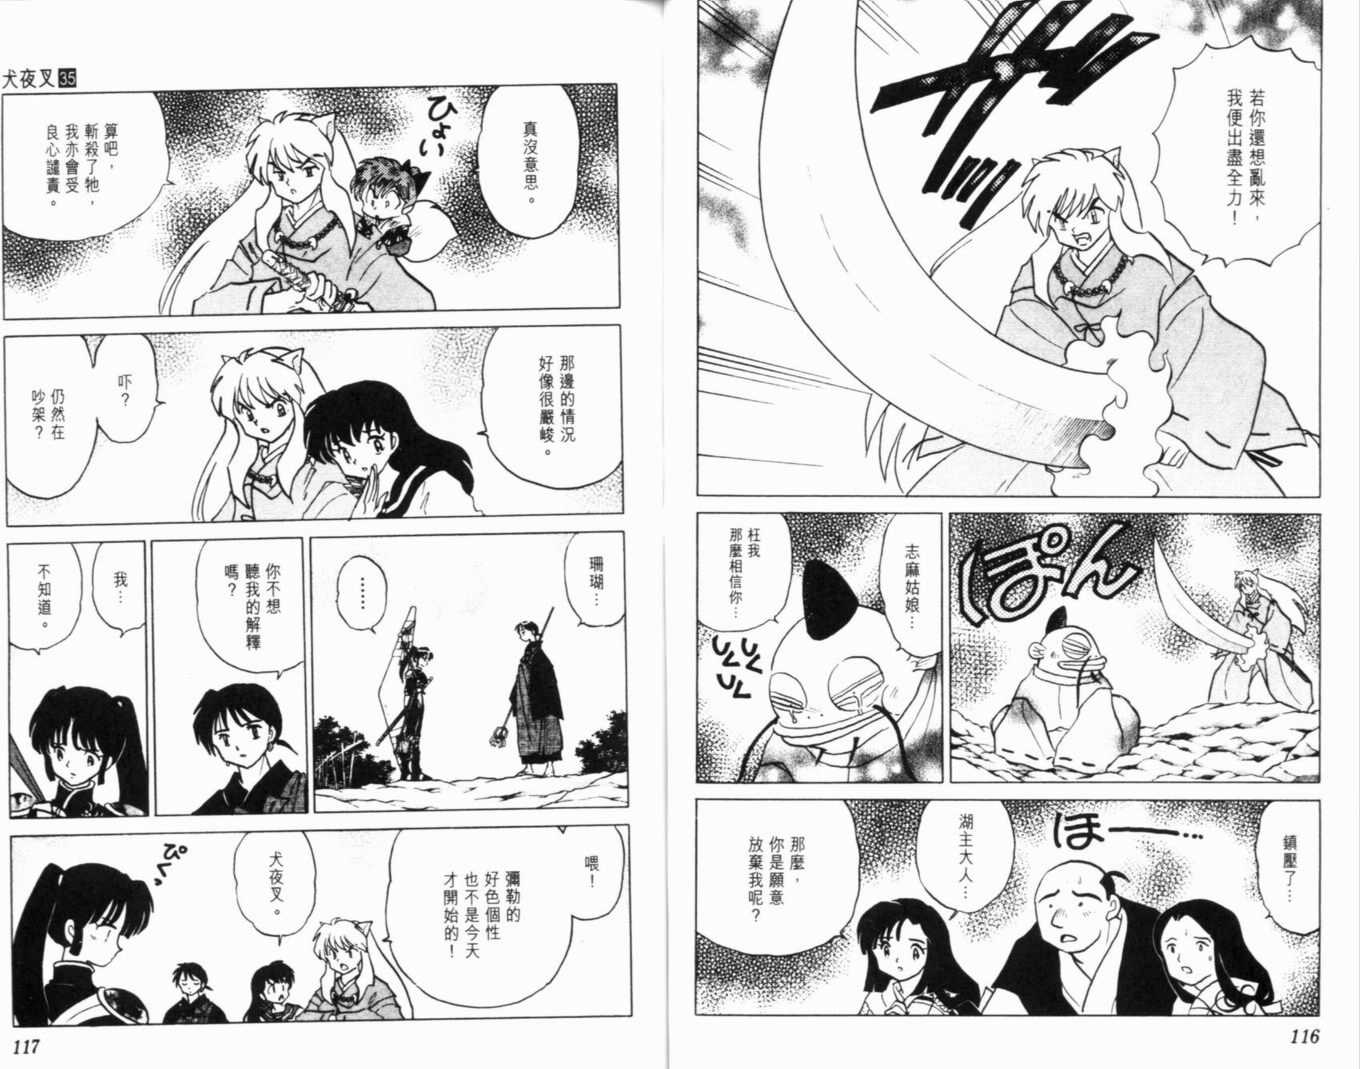 若你還想亂來，
我便出盡全力！
ぽん
志麻姑娘…
枉我
那麼相信你…
鎮壓了…
ほー…
湖主大人…
那麼，
你是願意
放棄我呢？
116
犬夜叉 35
真沒意思。
ひょい
算吧，
斬殺了牠，
我亦會受
良心譴責。
那邊的情況
好像很嚴峻。
吓？
仍然在
吵架？
珊瑚…
……
你不想
聽我的解釋
嗎？
我…
不知道。
喂！
彌勒的
好色個性
也不是今天
才開始的！
犬夜叉。
ぴくっ
117